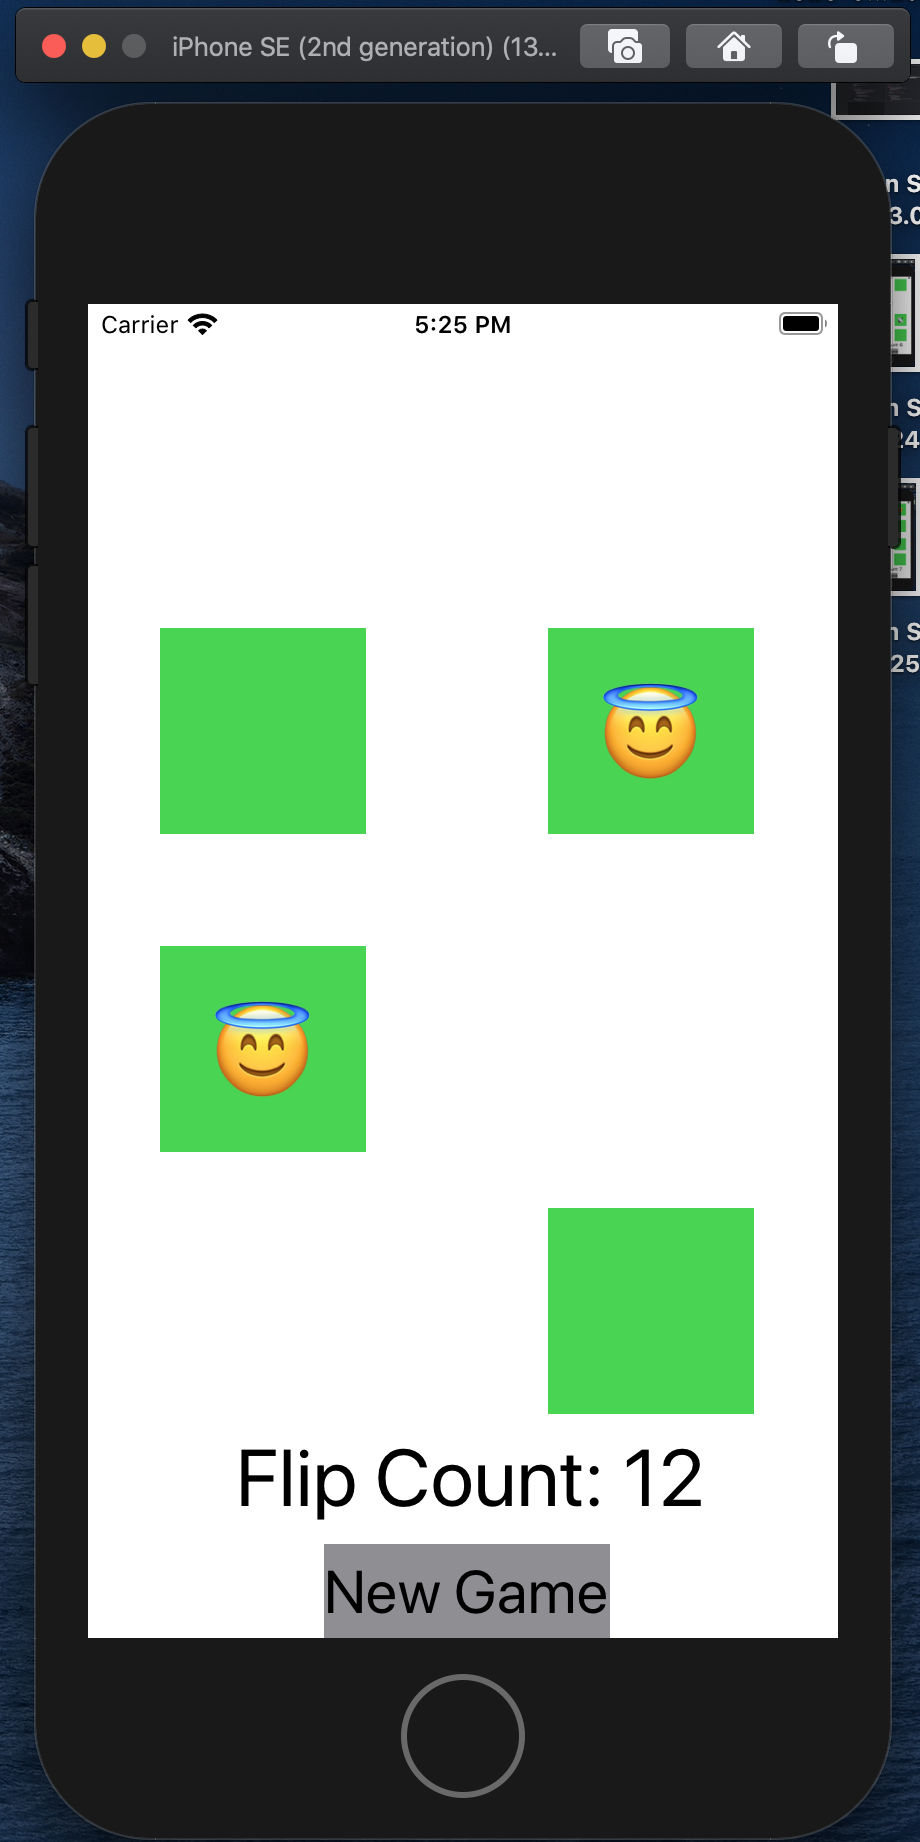 iPhone SE (2nd generation) (13...
Carrier
5:25 PM
n S
3.0
n S
24
n S
25
Flip Count: 12
New Game